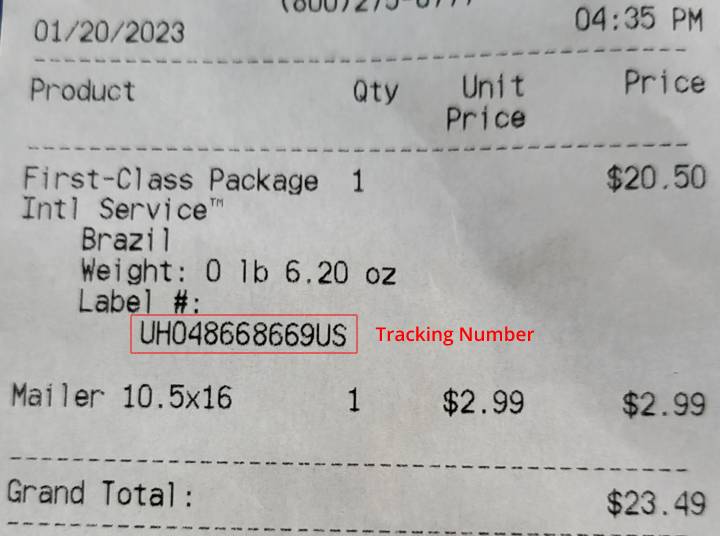 01/20/2023 04:35 PM
Product Qty Unit Price Price
First-Class Package 1 $20.50
Intl Service™
Brazil
Weight: 0 lb 6.20 oz
Label #:
UH048668669US Tracking Number
Mailer 10.5x16 1 $2.99 $2.99
Grand Total: $23.49